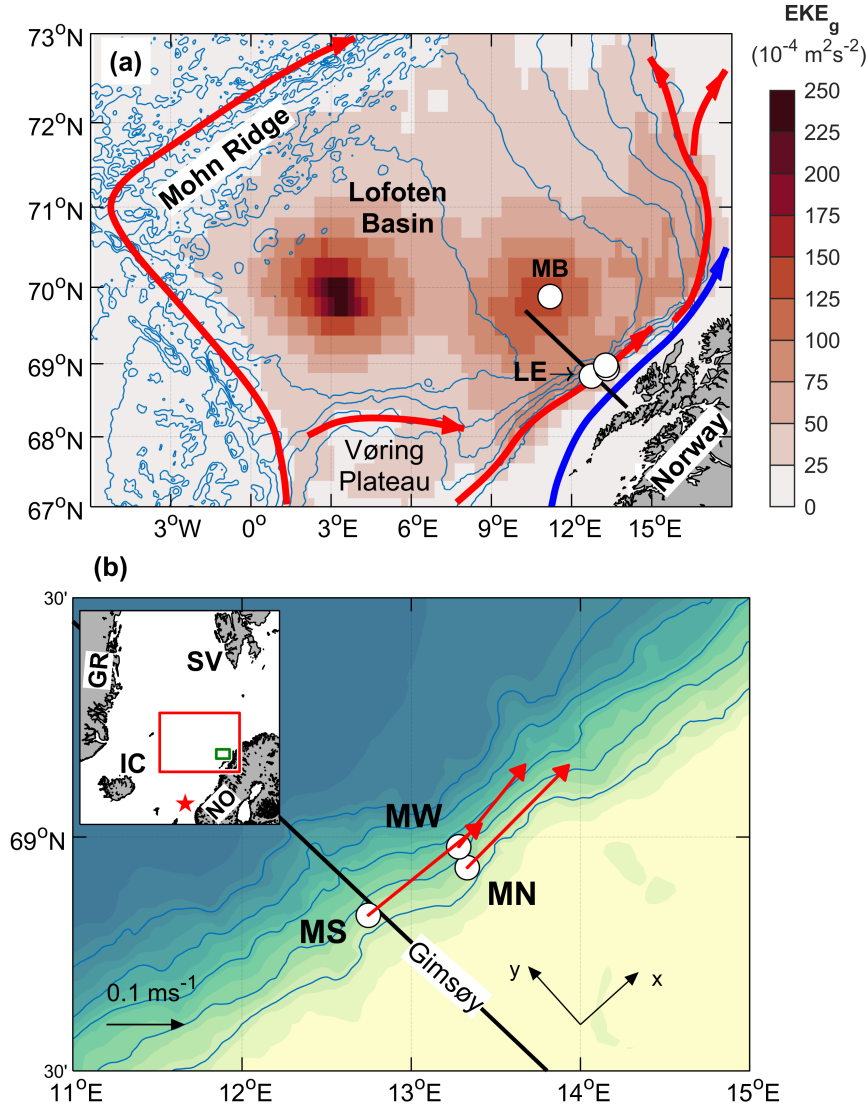 EKE_g
(10⁻⁴ m²s⁻²)
(a)
73°N
72°N
71°N
70°N
69°N
68°N
67°N
Mohn Ridge
Lofoten
Basin
MB
LE→
Vøring
Plateau
Norway
3°W
0°
3°E
6°E
9°E
12°E
15°E
250
225
200
175
150
125
100
75
50
25
0
(b)
30'
69°N
30'
GR
SV
IC
NO
MW
MN
MS
Gimsøy
0.1 ms⁻¹
y
x
11°E
12°E
13°E
14°E
15°E